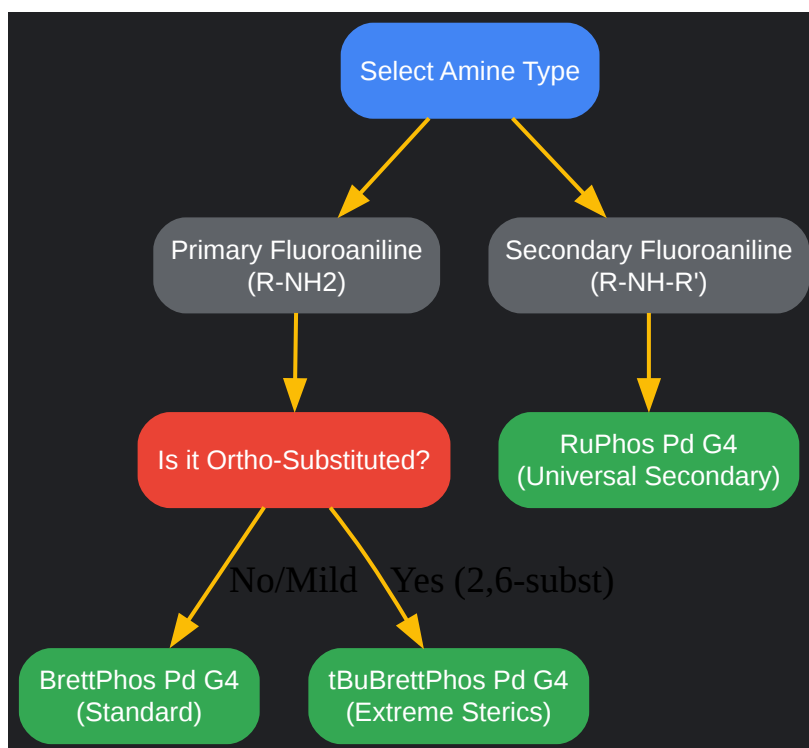 Select Amine Type
Primary Fluoroaniline
(R-NH2)
Secondary Fluoroaniline
(R-NH-R')
Is it Ortho-Substituted?
RuPhos Pd G4
(Universal Secondary)
No/Mild
Yes (2,6-subst)
BrettPhos Pd G4
(Standard)
tBuBrettPhos Pd G4
(Extreme Sterics)